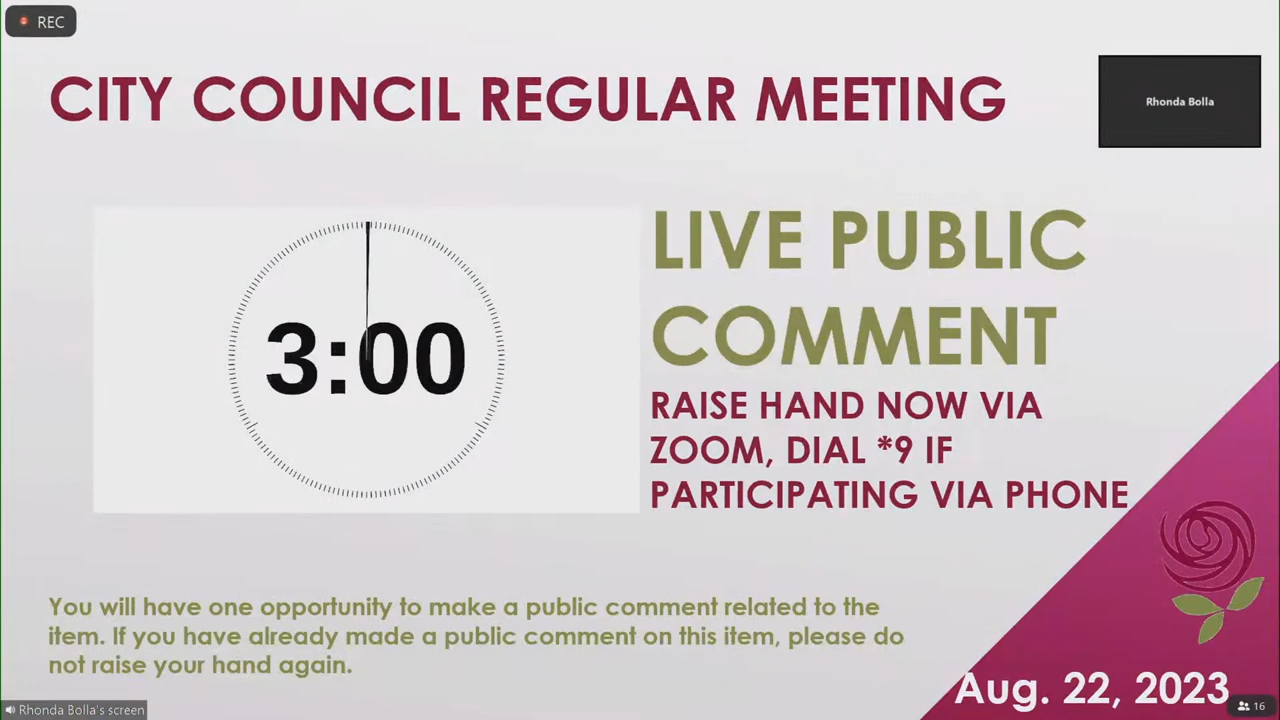 REC
CITY COUNCIL REGULAR MEETING
Rhonda Bolla
3:00
LIVE PUBLIC
COMMENT
RAISE HAND NOW VIA
ZOOM, DIAL *9 IF
PARTICIPATING VIA PHONE
You will have one opportunity to make a public comment related to the
item. If you have already made a public comment on this item, please do
not raise your hand again.
Aug. 22, 2023
Rhonda Bolla's screen
16